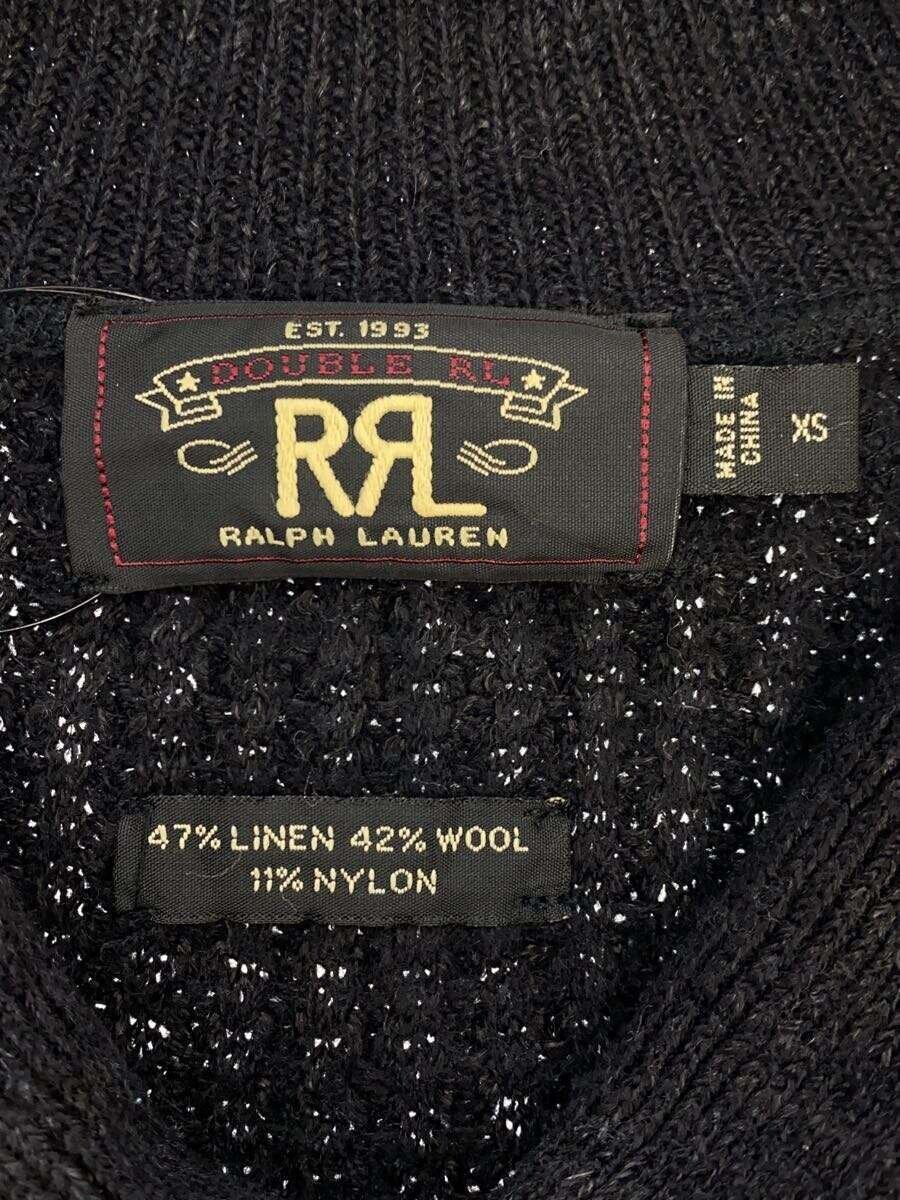 EST. 1993
DOUBLE RL
RRL
RALPH LAUREN
MADE IN
CHINA
XS
47% LINEN 42% WOOL
11% NYLON